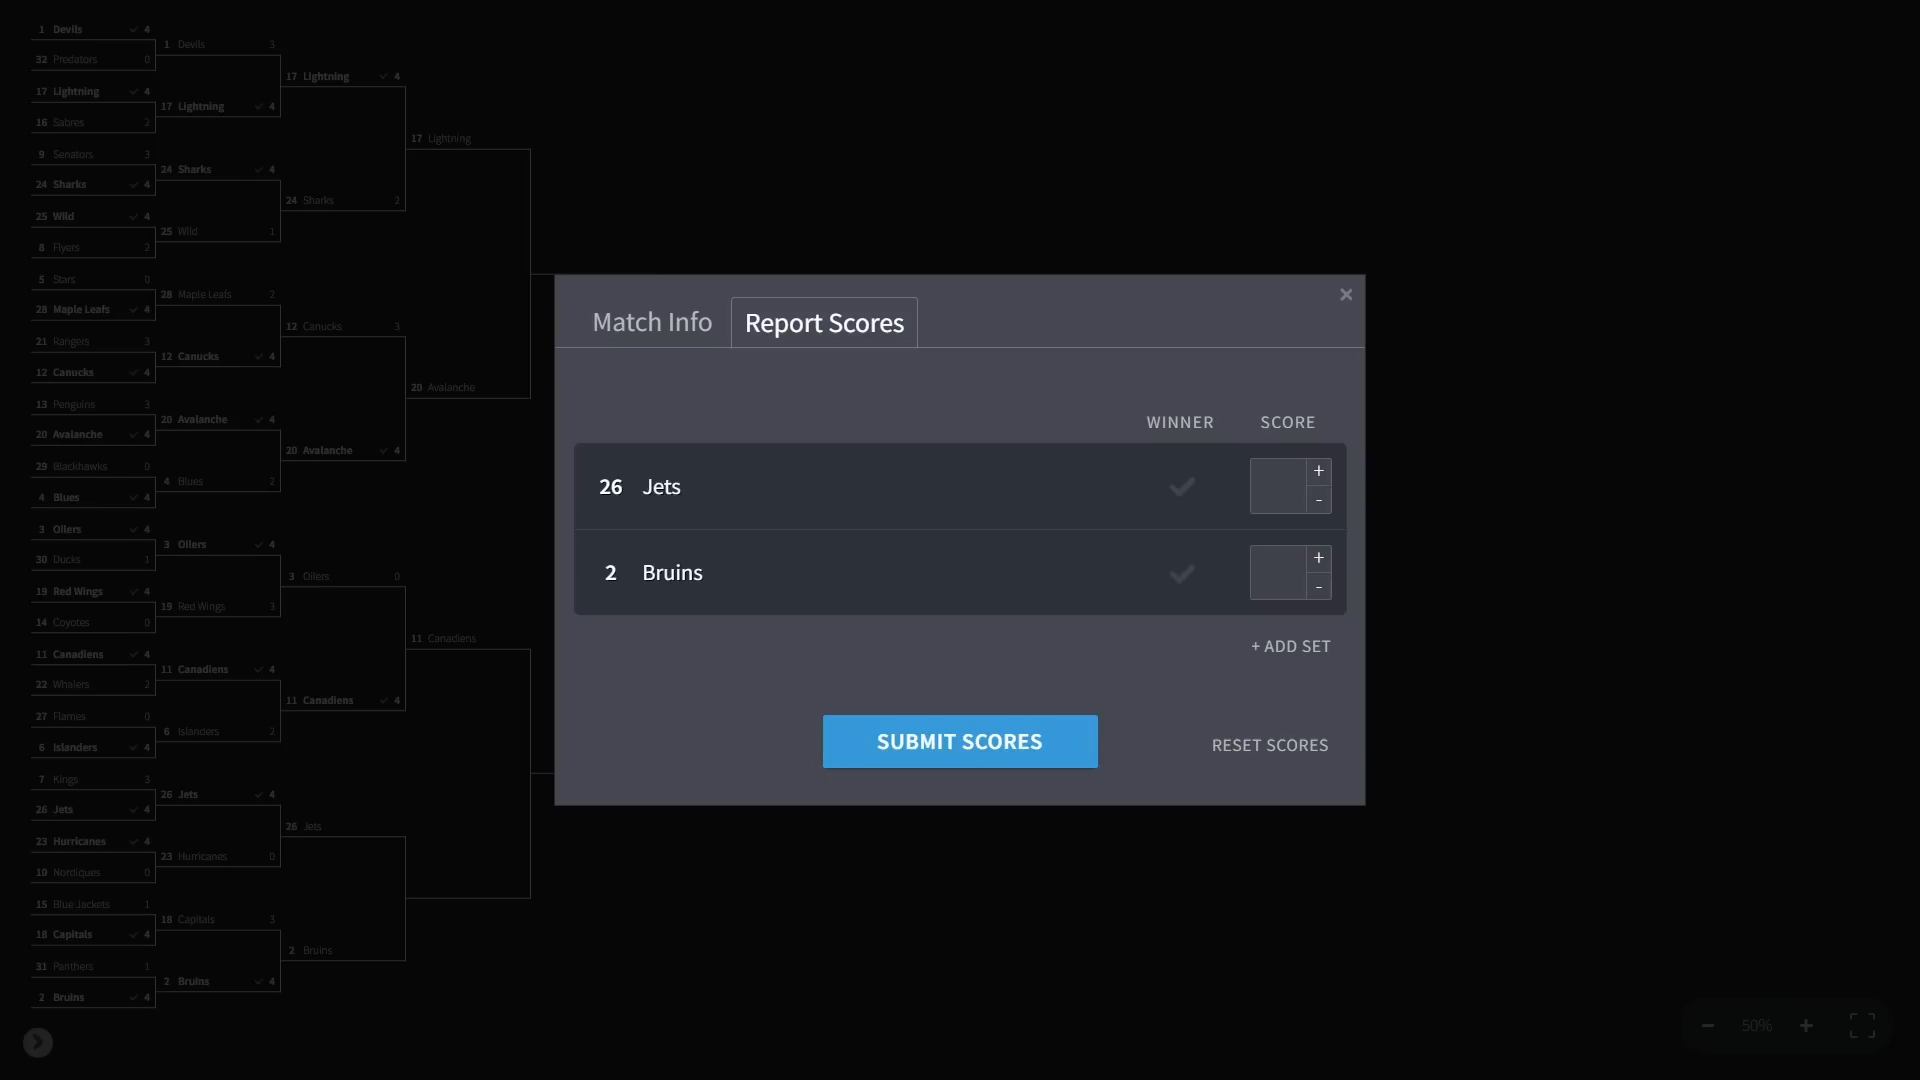 1 Devils 4
32 Predators 0
17 Lightning 4
16 Sabres 2
9 Senators 3
24 Sharks 4
25 Wild 4
8 Flyers 2
5 Stars 0
28 Maple Leafs 4
21 Rangers 3
12 Canucks 4
13 Penguins 3
20 Avalanche 4
29 Blackhawks 0
4 Blues 4
3 Oilers 4
30 Ducks 1
19 Red Wings 4
14 Coyotes 0
11 Canadiens 4
22 Whalers 2
27 Flames 0
6 Islanders 4
7 Kings 3
26 Jets 4
23 Hurricanes 4
10 Nordiques 0
15 Blue Jackets 1
18 Capitals 4
31 Panthers 1
2 Bruins 4
1 Devils 3
17 Lightning 4
24 Sharks 4
25 Wild 1
28 Maple Leafs 2
12 Canucks 4
20 Avalanche 4
4 Blues 2
3 Oilers 4
19 Red Wings 3
11 Canadiens 4
6 Islanders 2
26 Jets 4
23 Hurricanes 0
18 Capitals 3
2 Bruins 4
17 Lightning 4
24 Sharks 2
12 Canucks 3
20 Avalanche 4
3 Oilers 0
11 Canadiens 4
26 Jets
2 Bruins
17 Lightning
20 Avalanche
11 Canadiens
Match Info Report Scores ×
WINNER SCORE
26 Jets + -
2 Bruins + -
+ ADD SET
SUBMIT SCORES
RESET SCORES
− 50% +